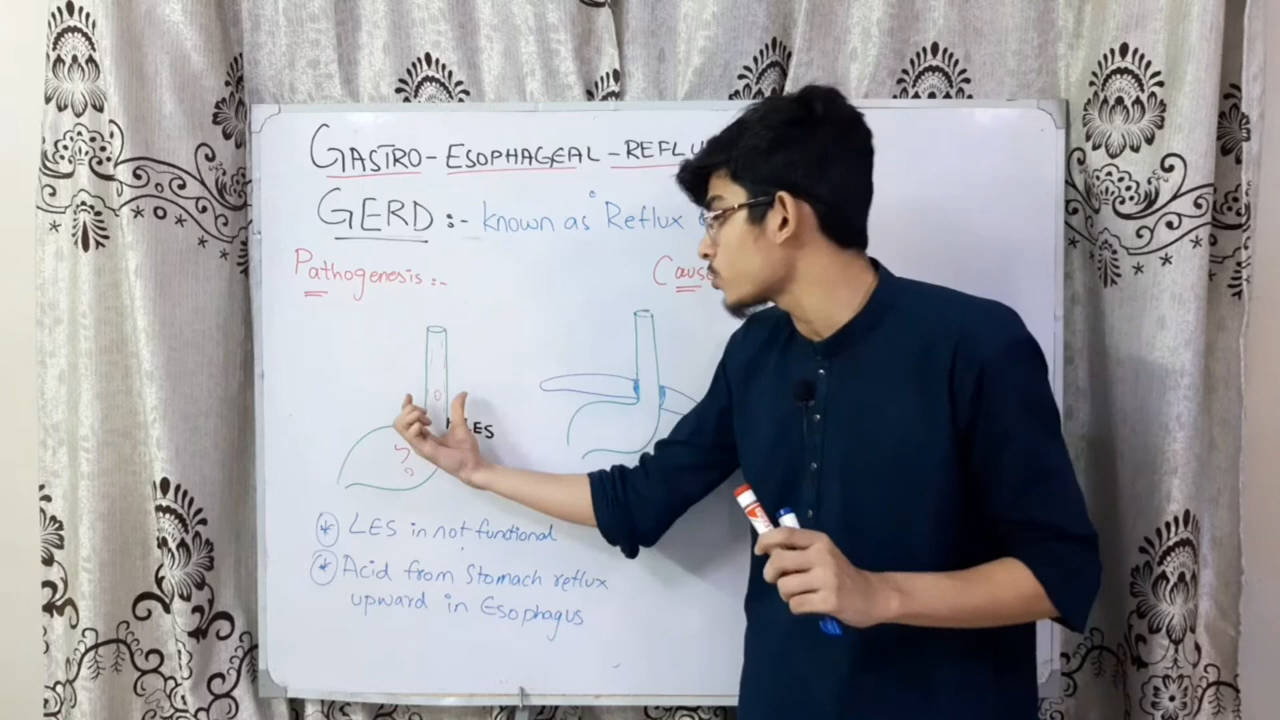 GASTRO-ESOPHAGEAL-REFLU
GERD :- known as Reflux
Pathogenesis :-
Cause
LES
* LES in not functional
* Acid from Stomach reflux
upward in Esophagus